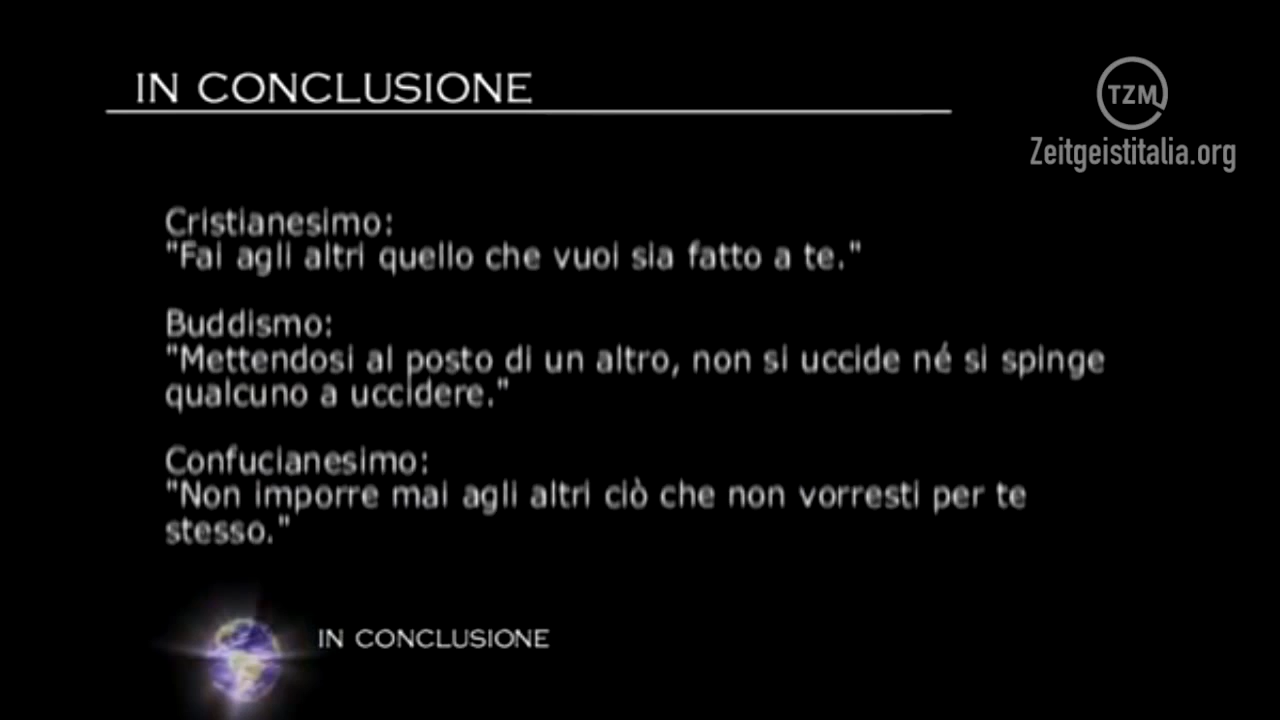 IN CONCLUSIONE
TZM
Zeitgeistitalia.org
Cristianesimo:
"Fai agli altri quello che vuoi sia fatto a te."
Buddismo:
"Mettendosi al posto di un altro, non si uccide né si spinge
qualcuno a uccidere."
Confucianesimo:
"Non imporre mai agli altri ciò che non vorresti per te
stesso."
IN CONCLUSIONE